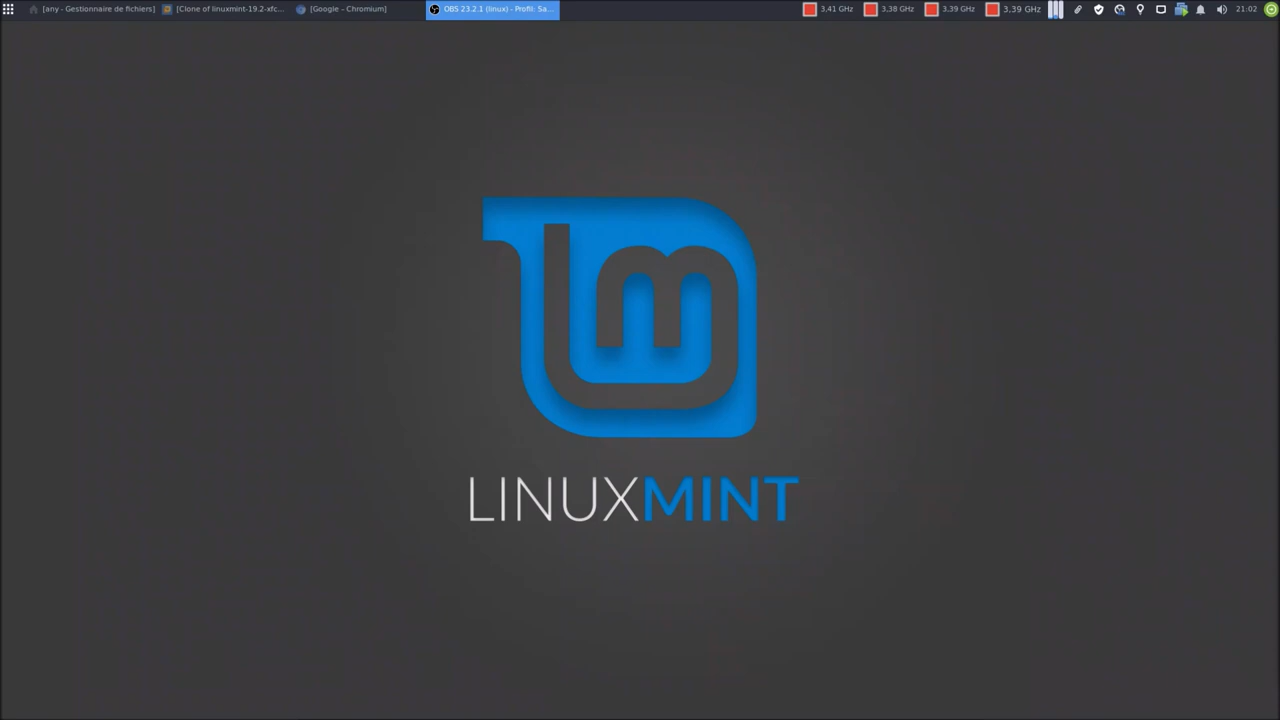 [any - Gestionnaire de fichiers] [Clone of linuxmint-19.2-xfc... [Google - Chromium] OBS 23.2.1 (linux) - Profil: Sa... 3,41 GHz 3,38 GHz 3,39 GHz 3,39 GHz 21:02
LINUXMINT